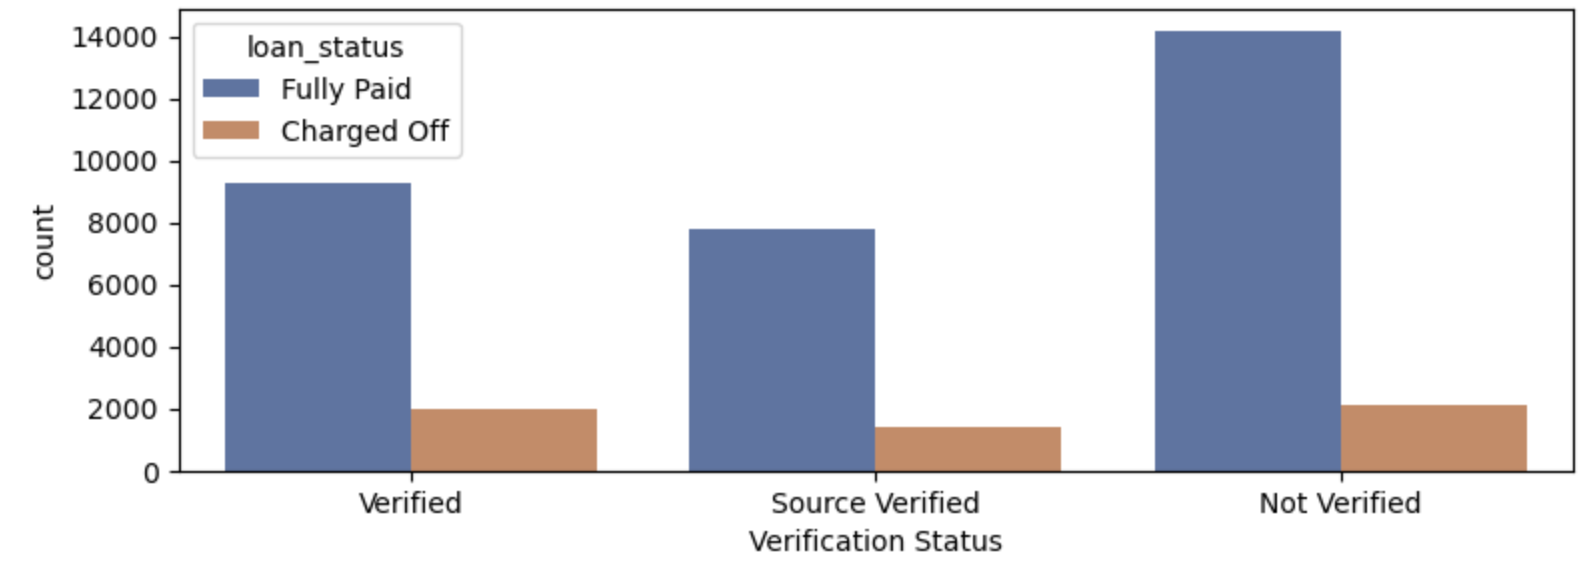 14000
12000
10000
8000
6000
4000
2000
0
count
loan_status
Fully Paid
Charged Off
Verified
Source Verified
Not Verified
Verification Status